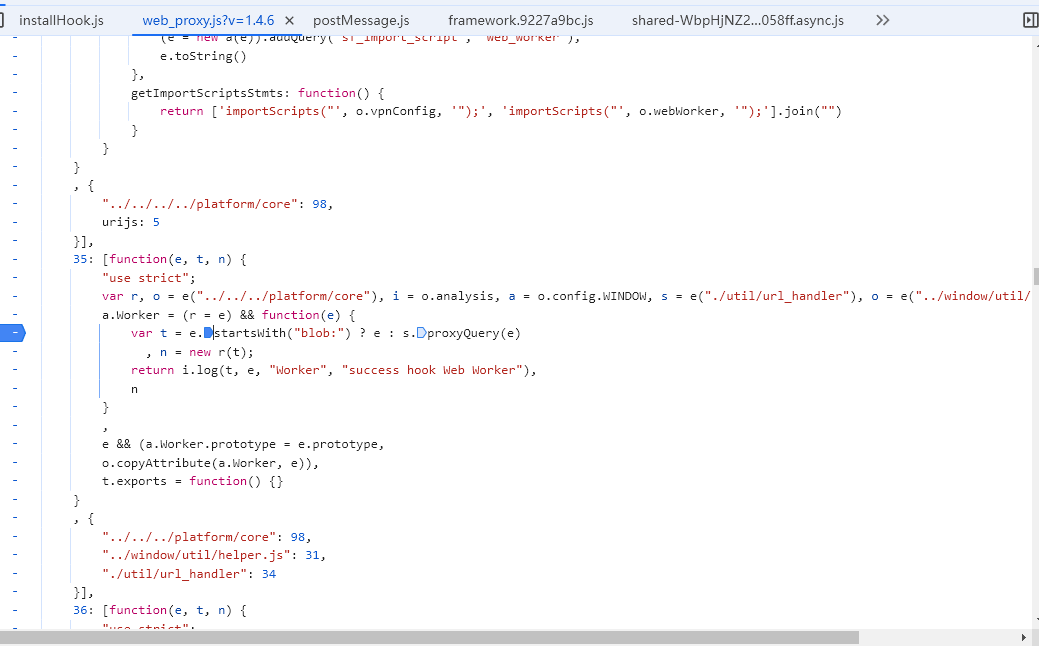 installHook.js web_proxy.js?v=1.4.6 × postMessage.js framework.9227a9bc.js shared-WbpHjNZ2...058ff.async.js »
(e = new a(e)).addQuery("sf_import_script", "web_worker"),
e.toString()
},
getImportScriptsStmts: function() {
return ['importScripts("', o.vpnConfig, '");', 'importScripts("', o.webWorker, '");'].join("")
}
}
}
, {
"../../../../platform/core": 98,
urijs: 5
}],
35: [function(e, t, n) {
"use strict";
var r, o = e("../../../platform/core"), i = o.analysis, a = o.config.WINDOW, s = e("./util/url_handler"), o = e("../window/util/
a.Worker = (r = e) && function(e) {
var t = e.startsWith("blob:") ? e : s.proxyQuery(e)
, n = new r(t);
return i.log(t, e, "Worker", "success hook Web Worker"),
n
}
,
e && (a.Worker.prototype = e.prototype,
o.copyAttribute(a.Worker, e)),
t.exports = function() {}
}
, {
"../../../platform/core": 98,
"../window/util/helper.js": 31,
"./util/url_handler": 34
}],
36: [function(e, t, n) {
"use strict";